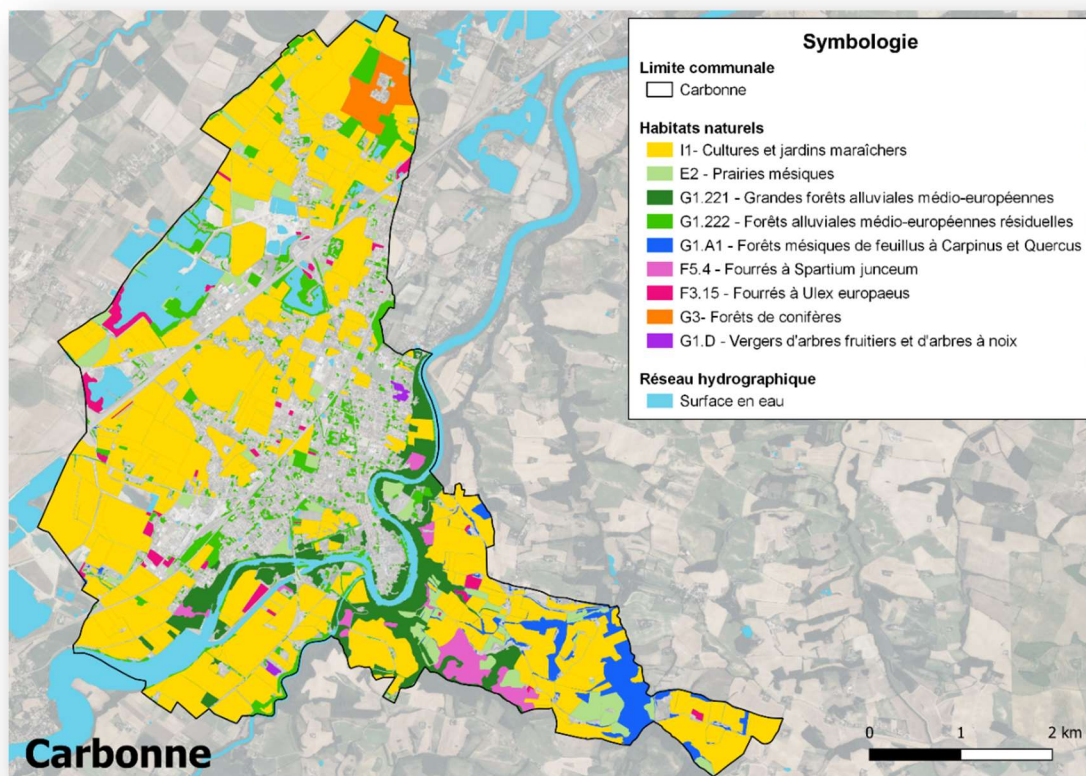 Symbologie
Limite communale
Carbonne
Habitats naturels
I1- Cultures et jardins maraîchers
E2 - Prairies mésiques
G1.221 - Grandes forêts alluviales médio-européennes
G1.222 - Forêts alluviales médio-européennes résiduelles
G1.A1 - Forêts mésiques de feuillus à Carpinus et Quercus
F5.4 - Fourrés à Spartium junceum
F3.15 - Fourrés à Ulex europaeus
G3- Forêts de conifères
G1.D - Vergers d'arbres fruitiers et d'arbres à noix
Réseau hydrographique
Surface en eau
Carbonne
0 1 2 km